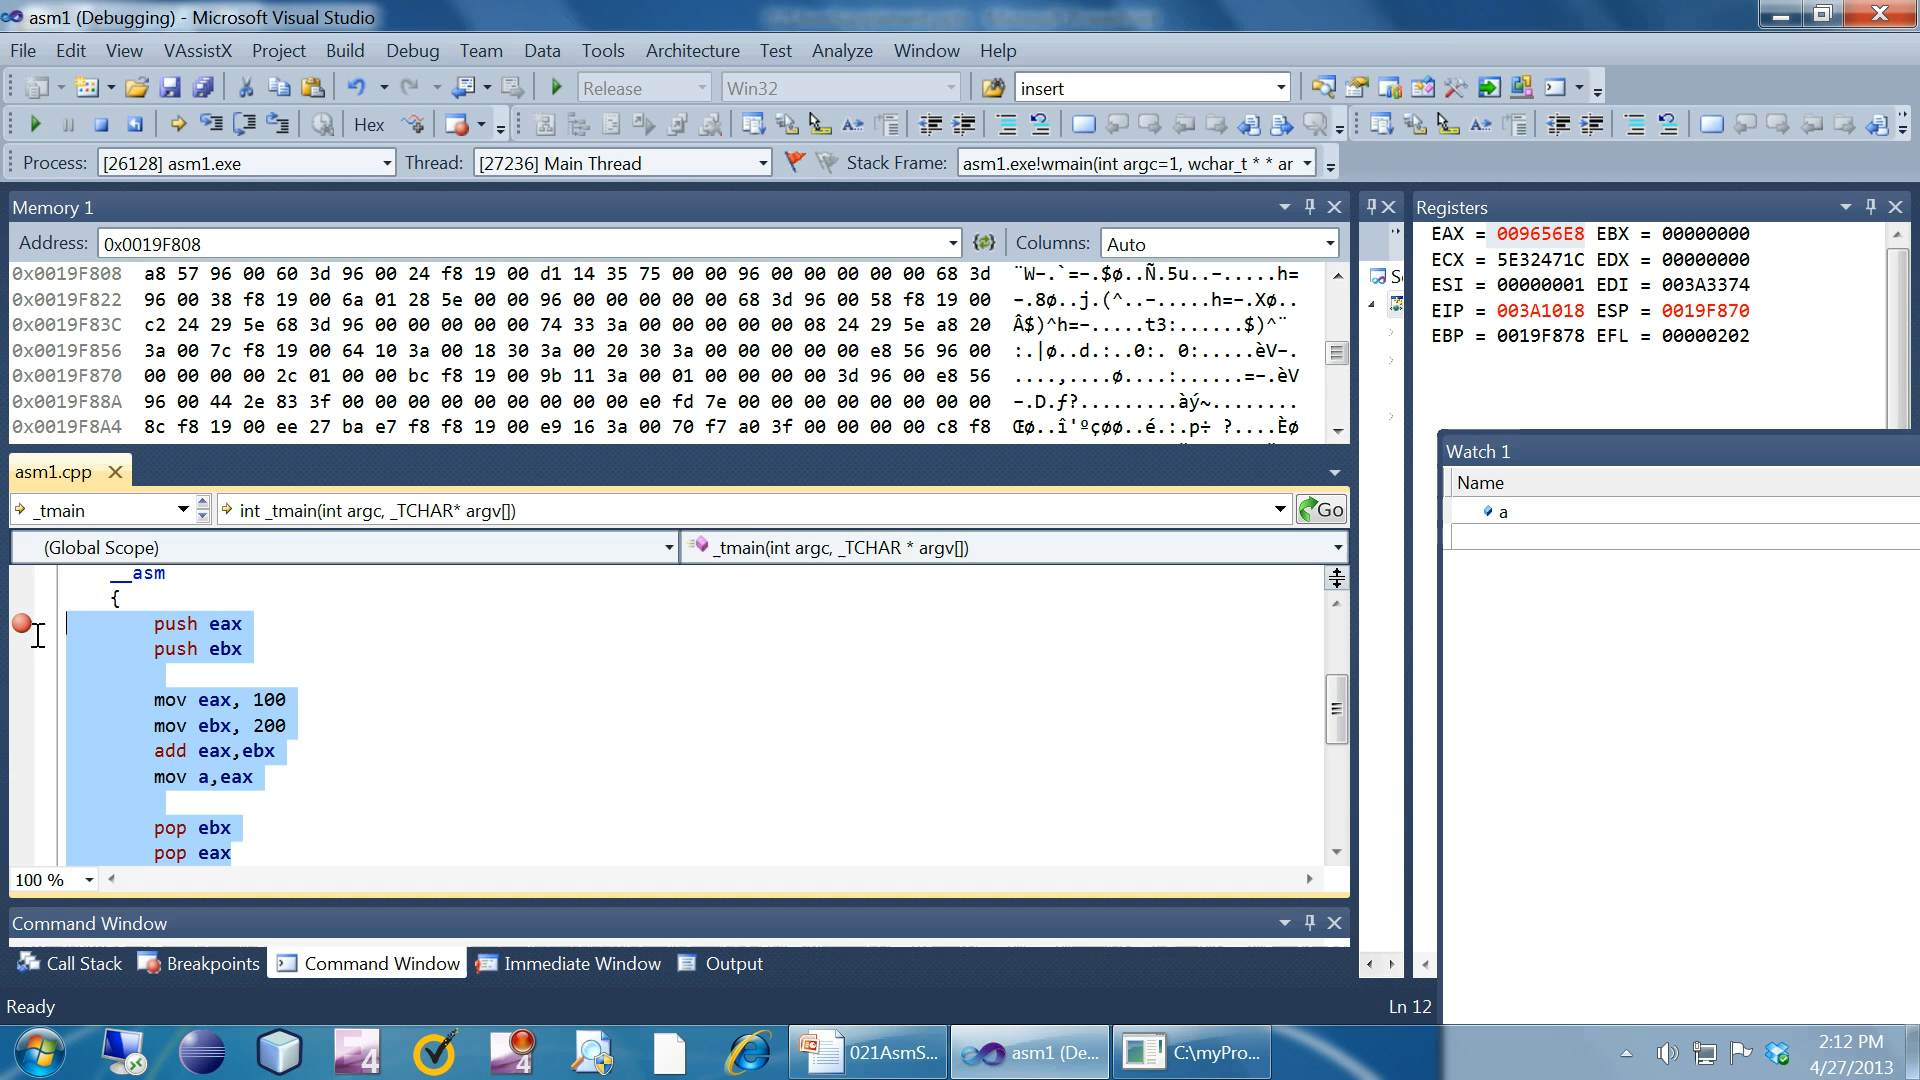 asm1 (Debugging) - Microsoft Visual Studio
File Edit View VAssistX Project Build Debug Team Data Tools Architecture Test Analyze Window Help
Release Win32 insert
Hex
Process: [26128] asm1.exe Thread: [27236] Main Thread Stack Frame: asm1.exe!wmain(int argc=1, wchar_t * * ar
Memory 1
Address: 0x0019F808 Columns: Auto
0x0019F808 a8 57 96 00 60 3d 96 00 24 f8 19 00 d1 14 35 75 00 00 96 00 00 00 00 00 68 3d ¨W–.`=–.$ø..Ñ.5u..–.....h=
0x0019F822 96 00 38 f8 19 00 6a 01 28 5e 00 00 96 00 00 00 00 00 68 3d 96 00 58 f8 19 00 –.8ø..j.(^..–.....h=–.Xø..
0x0019F83C c2 24 29 5e 68 3d 96 00 00 00 00 00 74 33 3a 00 00 00 00 00 08 24 29 5e a8 20 Â$)^h=–.....t3:......$)^¨
0x0019F856 3a 00 7c f8 19 00 64 10 3a 00 18 30 3a 00 20 30 3a 00 00 00 00 00 e8 56 96 00 :.|ø..d.:..0:. 0:.....èV–.
0x0019F870 00 00 00 00 2c 01 00 00 bc f8 19 00 9b 11 3a 00 01 00 00 00 00 3d 96 00 e8 56 ....,....ø....:......=–.èV
0x0019F88A 96 00 44 2e 83 3f 00 00 00 00 00 00 00 00 e0 fd 7e 00 00 00 00 00 00 00 00 00 –.D.ƒ?........àý~.........
0x0019F8A4 8c f8 19 00 ee 27 ba e7 f8 f8 19 00 e9 16 3a 00 70 f7 a0 3f 00 00 00 00 c8 f8 Œø..î'ºçøø..é.:.p÷ ?....Èø
Registers
EAX = 009656E8 EBX = 00000000
ECX = 5E32471C EDX = 00000000
ESI = 00000001 EDI = 003A3374
EIP = 003A1018 ESP = 0019F870
EBP = 0019F878 EFL = 00000202
Watch 1
Name
a
asm1.cpp
_tmain int _tmain(int argc, _TCHAR* argv[]) Go
(Global Scope) _tmain(int argc, _TCHAR * argv[])
__asm
{
push eax
push ebx
mov eax, 100
mov ebx, 200
add eax,ebx
mov a,eax
pop ebx
pop eax
100 %
Command Window
Call Stack Breakpoints Command Window Immediate Window Output
Ready Ln 12
021AsmS... asm1 (De... C:\myPro...
2:12 PM
4/27/2013